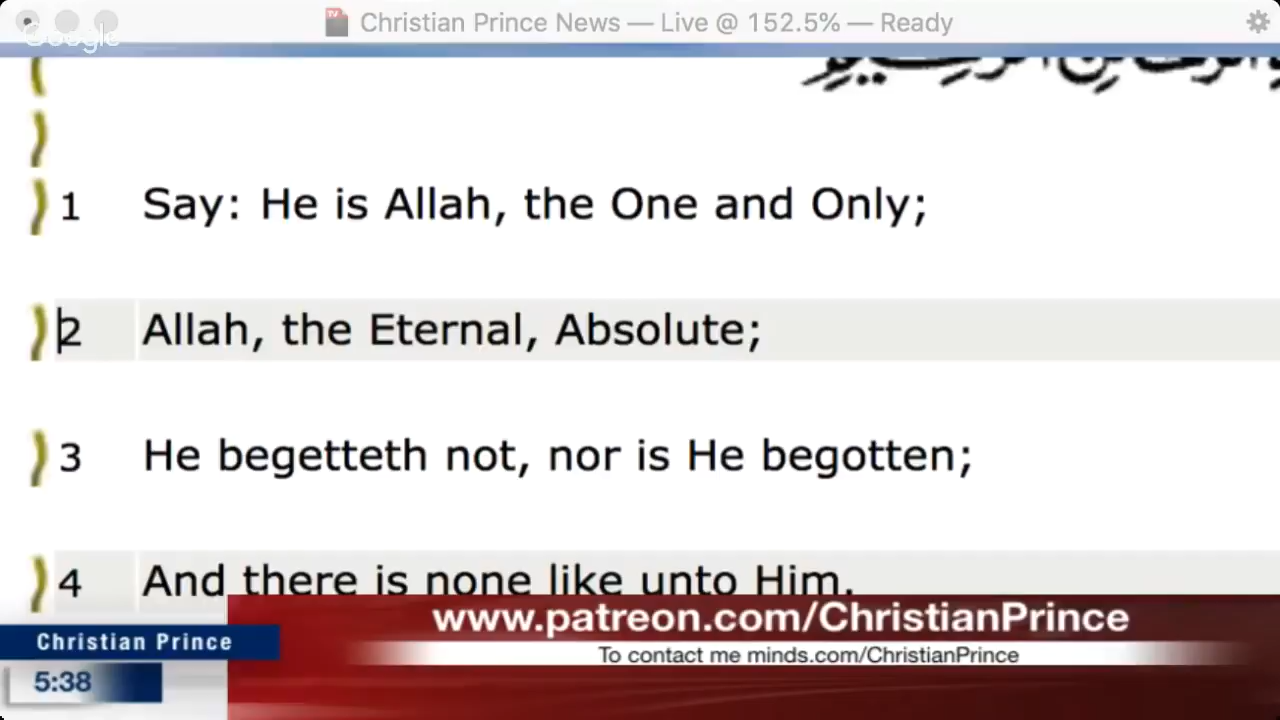 Christian Prince News — Live @ 152.5% — Ready
Google
1 Say: He is Allah, the One and Only;
2 Allah, the Eternal, Absolute;
3 He begetteth not, nor is He begotten;
4 And there is none like unto Him.
www.patreon.com/ChristianPrince
Christian Prince
To contact me minds.com/ChristianPrince
5:38